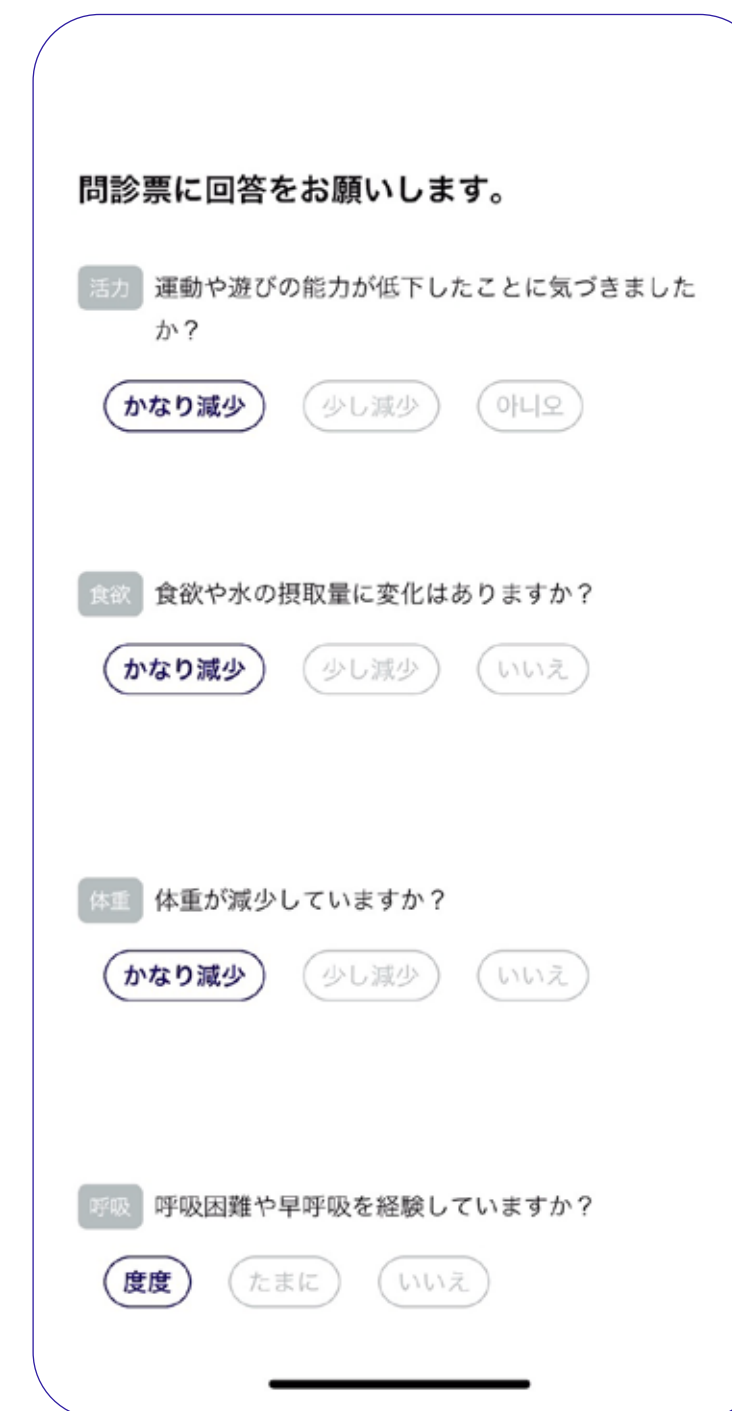 問診票に回答をお願いします。
活力 運動や遊びの能力が低下したことに気づきました
か？
かなり減少 少し減少 아니오
食欲 食欲や水の摂取量に変化はありますか？
かなり減少 少し減少 いいえ
体重 体重が減少していますか？
かなり減少 少し減少 いいえ
呼吸 呼吸困難や早呼吸を経験していますか？
度度 たまに いいえ